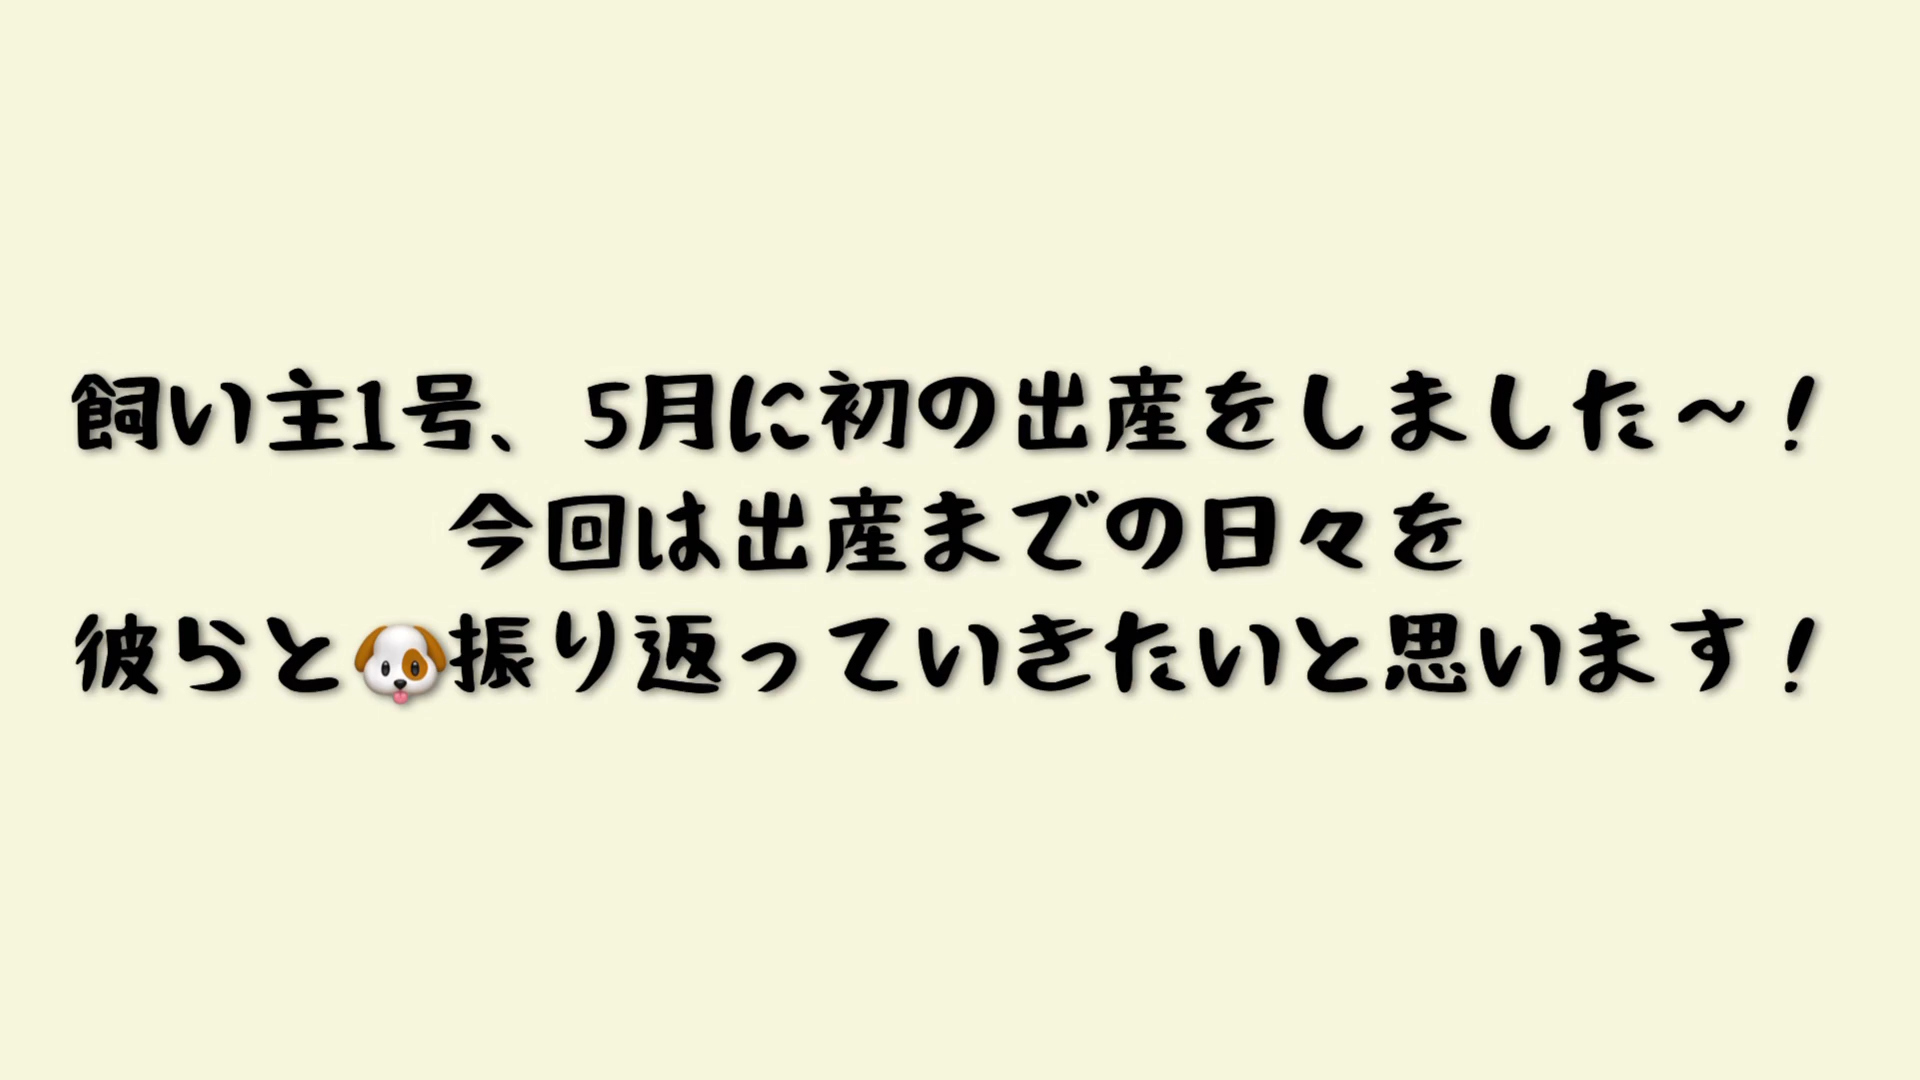 飼い主1号、5月に初の出産をしました～！
今回は出産までの日々を
彼らと🐶振り返っていきたいと思います！